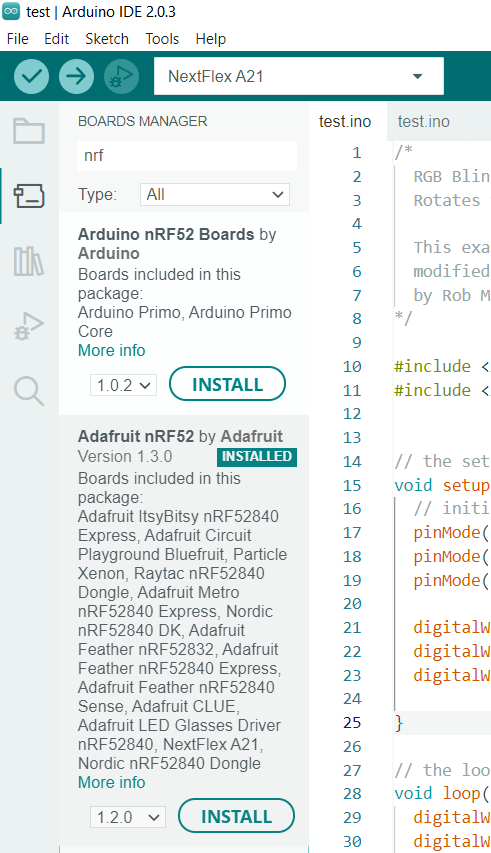 test | Arduino IDE 2.0.3
File Edit Sketch Tools Help
NextFlex A21
BOARDS MANAGER
nrf
Type: All
Arduino nRF52 Boards by
Arduino
Boards included in this
package:
Arduino Primo, Arduino Primo
Core
More info
1.0.2 INSTALL
Adafruit nRF52 by Adafruit
Version 1.3.0 INSTALLED
Boards included in this
package:
Adafruit ItsyBitsy nRF52840
Express, Adafruit Circuit
Playground Bluefruit, Particle
Xenon, Raytac nRF52840
Dongle, Adafruit Metro
nRF52840 Express, Nordic
nRF52840 DK, Adafruit
Feather nRF52832, Adafruit
Feather nRF52840 Express,
Adafruit Feather nRF52840
Sense, Adafruit CLUE,
Adafruit LED Glasses Driver
nRF52840, NextFlex A21,
Nordic nRF52840 Dongle
More info
1.2.0 INSTALL
test.ino test.ino
1 /*
2 RGB Blin
3 Rotates
4
5 This exa
6 modified
7 by Rob M
8 */
9
10 #include <
11 #include <
12
13
14 // the set
15 void setup
16 // initi
17 pinMode(
18 pinMode(
19 pinMode(
20
21 digitalW
22 digitalW
23 digitalW
24
25 }
26
27 // the loo
28 void loop(
29 digitalW
30 digitalW